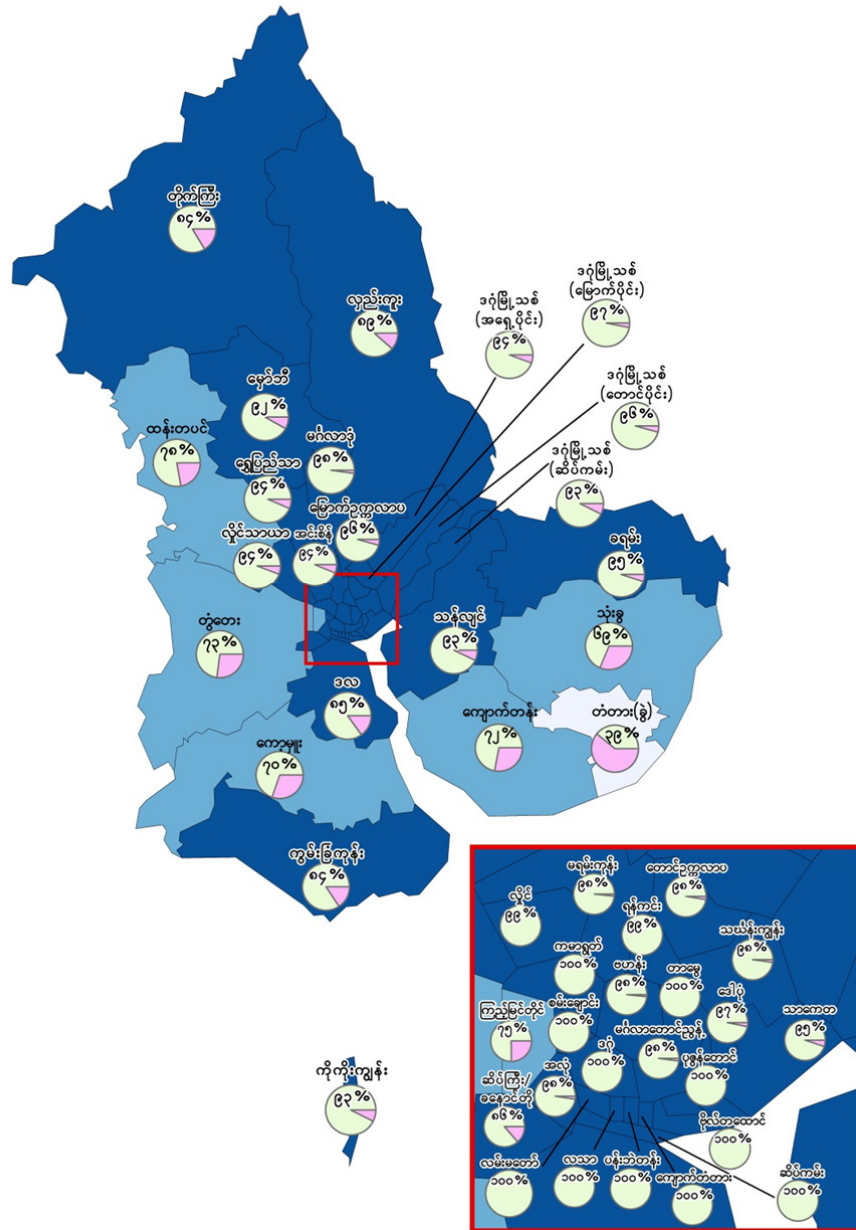 တိုက်ကြီး
၈၄%
လှည်းကူး
၈၉%
ဒဂုံမြို့သစ်
(မြောက်ပိုင်း)
၉၇%
ဒဂုံမြို့သစ်
(အရှေ့ပိုင်း)
၉၄%
ဒဂုံမြို့သစ်
(တောင်ပိုင်း)
၉၆%
ဒဂုံမြို့သစ်
(ဆိပ်ကမ်း)
၉၃%
မှော်ဘီ
၉၂%
ထန်းတပင်
၇၈%
မင်္ဂလာဒုံ
၉၈%
ရွှေပြည်သာ
၉၄%
မြောက်ဥက္ကလာပ
၉၆%
လှိုင်သာယာ
၉၄%
အင်းစိန်
၉၄%
ခရမ်း
၉၅%
သုံးခွ
၆၉%
သန်လျင်
၉၃%
တွံတေး
၇၃%
ဒလ
၈၅%
ကျောက်တန်း
၇၂%
တံတား(ခွဲ)
၃၉%
ကော့မှူး
၇၀%
ကွမ်းခြံကုန်း
၈၄%
ကိုကိုးကျွန်း
၉၃%
မရမ်းကုန်း
၉၈%
တောင်ဥက္ကလာပ
၉၈%
လှိုင်
၉၉%
ရန်ကင်း
၉၉%
သင်္ဃန်းကျွန်း
၉၈%
ကမာရွတ်
၁၀၀%
ဗဟန်း
၉၈%
တာမွေ
၁၀၀%
ဒေါပုံ
၉၇%
သာကေတ
၉၅%
ကြည့်မြင်တိုင်
၇၅%
စမ်းချောင်း
၁၀၀%
မင်္ဂလာတောင်ညွန့်
၉၈%
ဒဂုံ
၁၀၀%
ပုဇွန်တောင်
၁၀၀%
အလုံ
၉၈%
ဆိပ်ကြီး/
ခနောင်တို
၈၆%
ဗိုလ်တထောင်
၁၀၀%
လမ်းမတော်
၁၀၀%
လသာ
၁၀၀%
ပန်းဘဲတန်း
၁၀၀%
ကျောက်တံတား
၁၀၀%
ဆိပ်ကမ်း
၁၀၀%